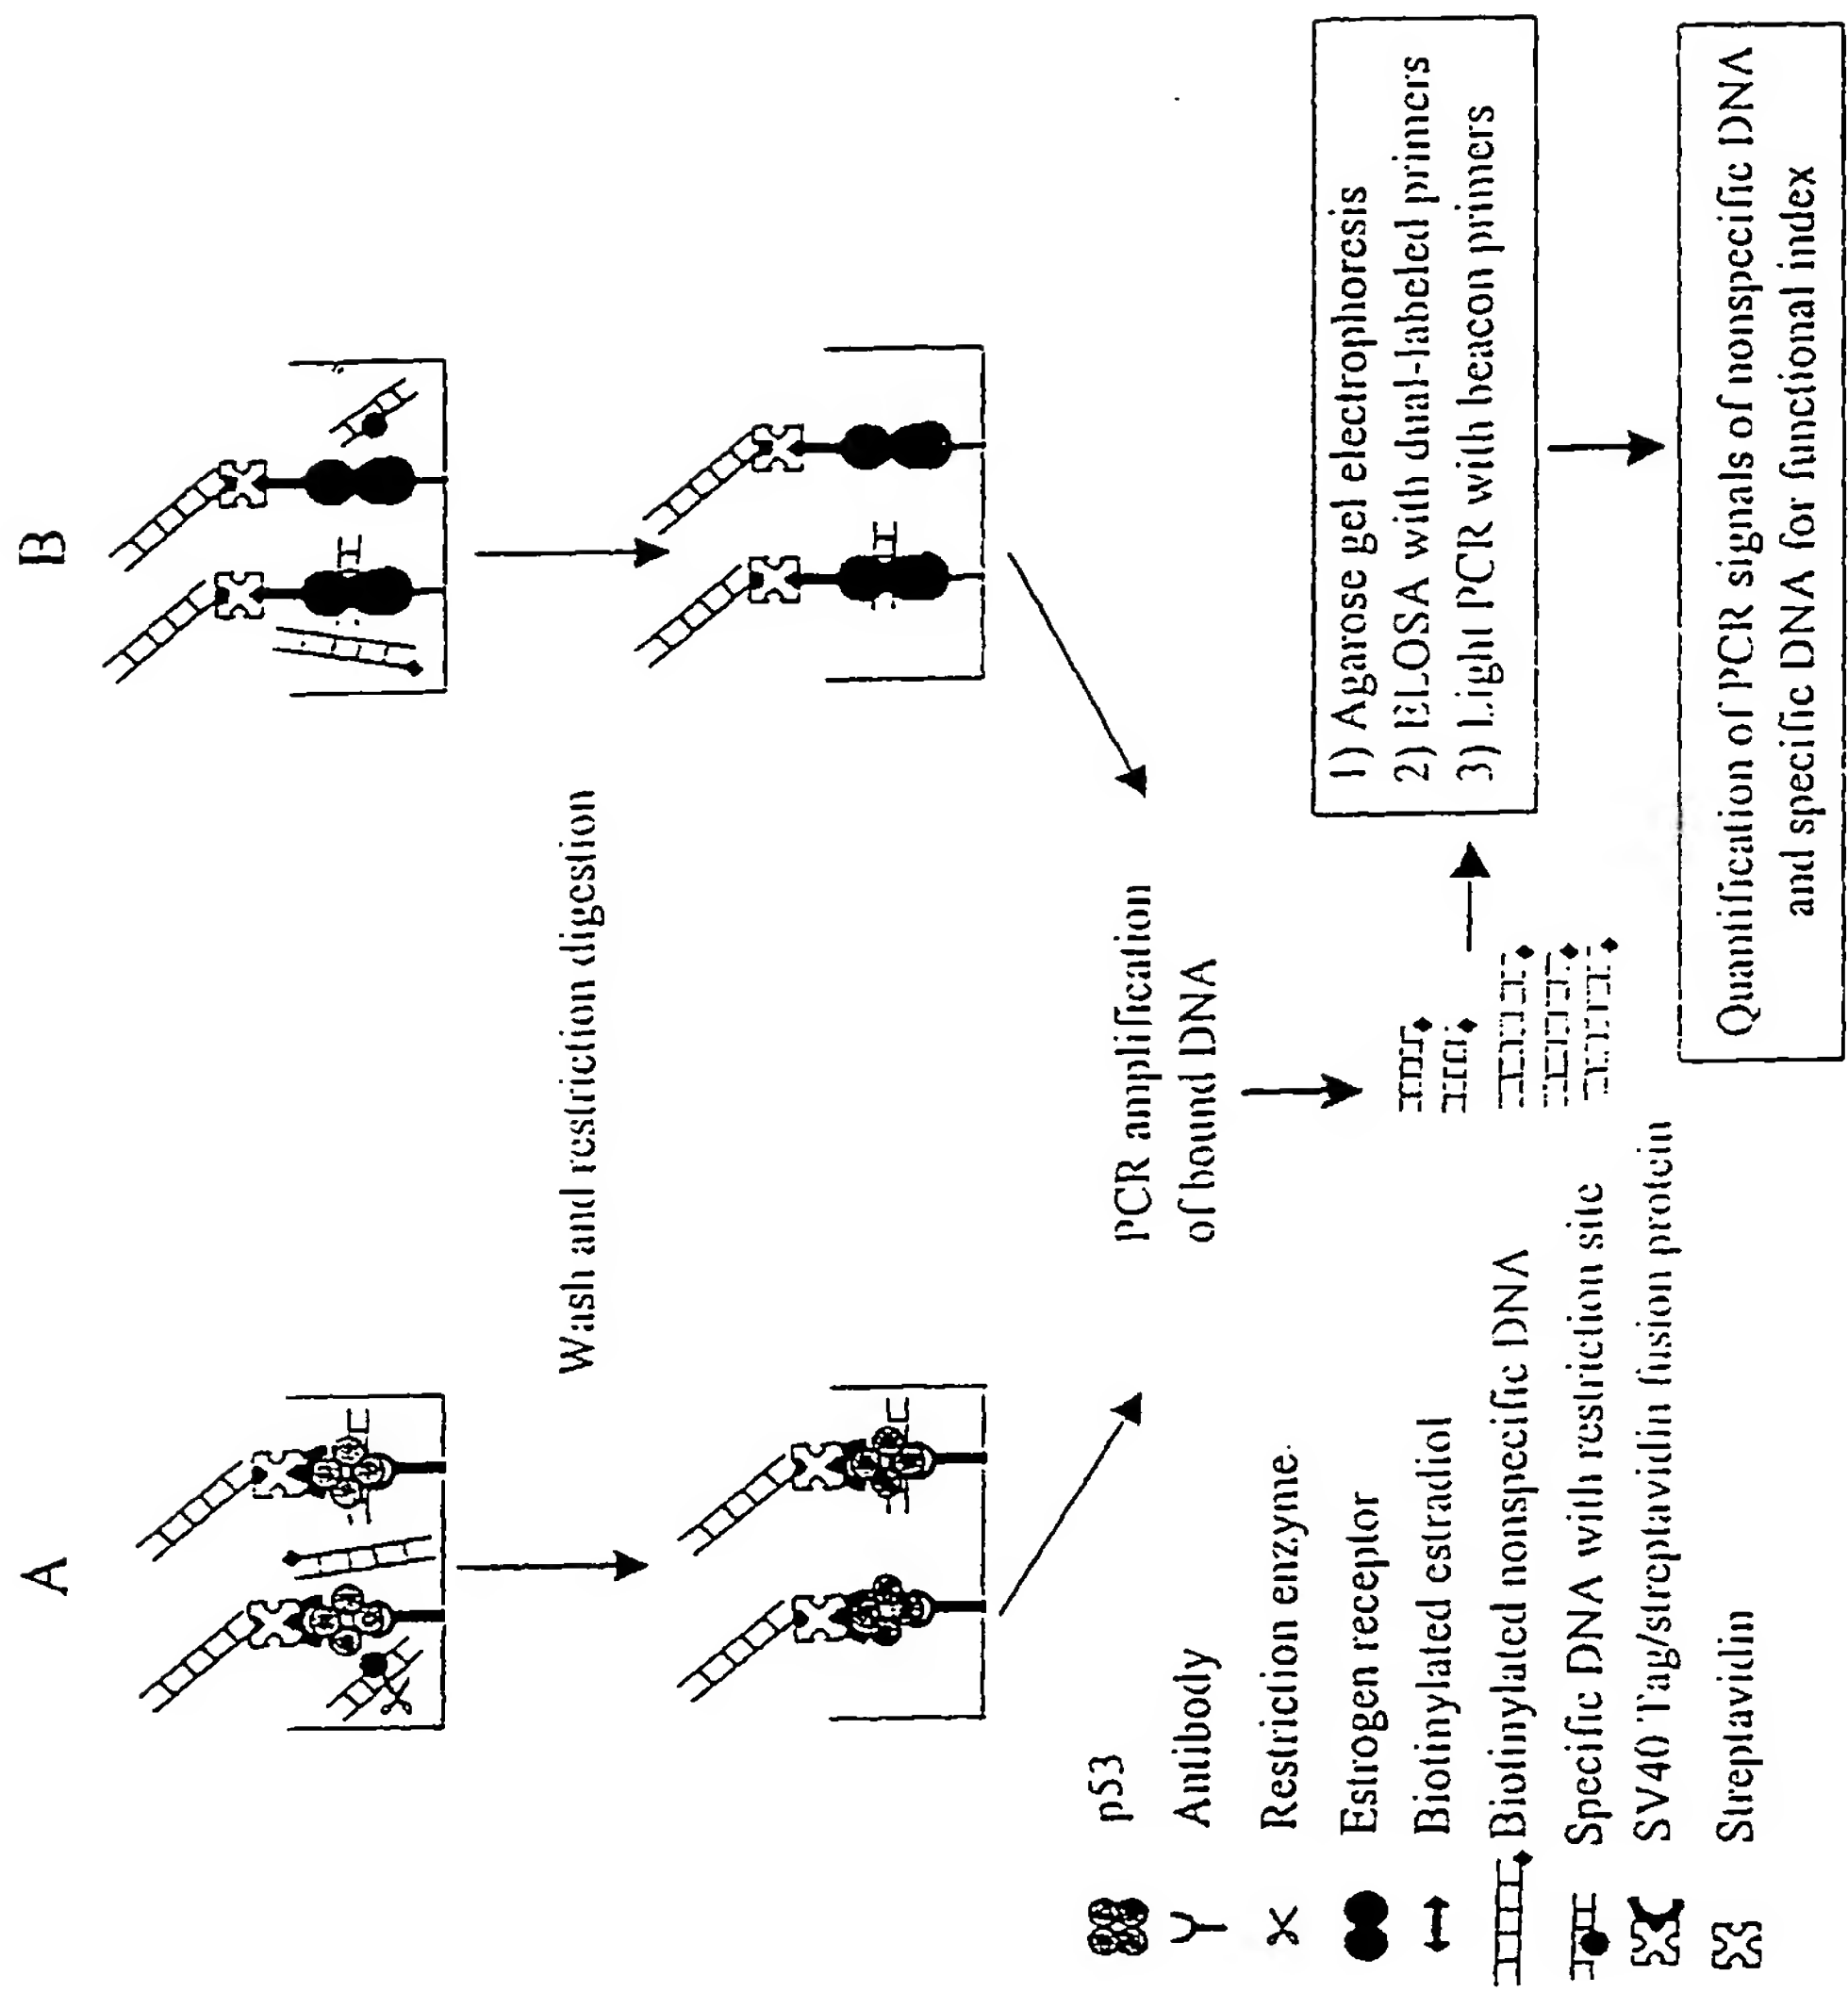 A
B
Wash and restriction digestion
PCR amplification
of bound DNA
1) Agarose gel electrophoresis
2) ELOSA with dual-labeled primers
3) Light PCR with beacon primers
Quantification of PCR signals of nonspecific DNA
and specific DNA for functional index
p53
Antibody
Restriction enzyme
Estrogen receptor
Biotinylated estradiol
Biotinylated nonspecific DNA
Specific DNA with restriction site
SV40 Tag/streptavidin fusion protein
Streptavidin